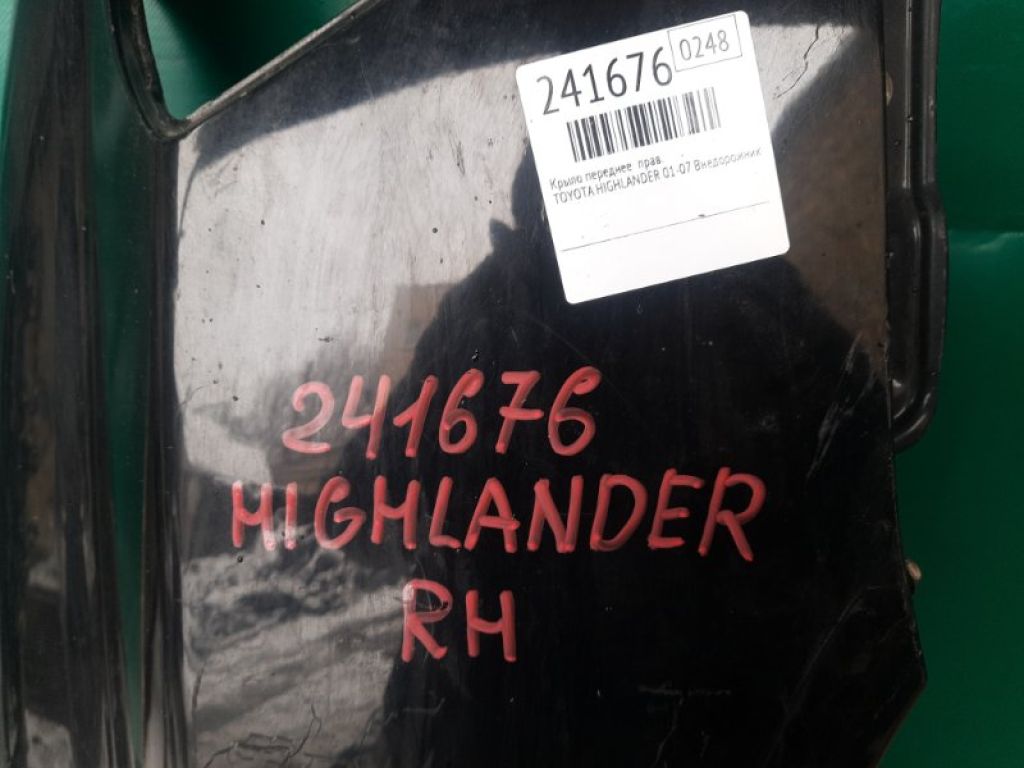 241676 0248
Крыло переднее прав.
TOYOTA HIGHLANDER 01-07 Внедорожник
241676
HIGHLANDER
RH